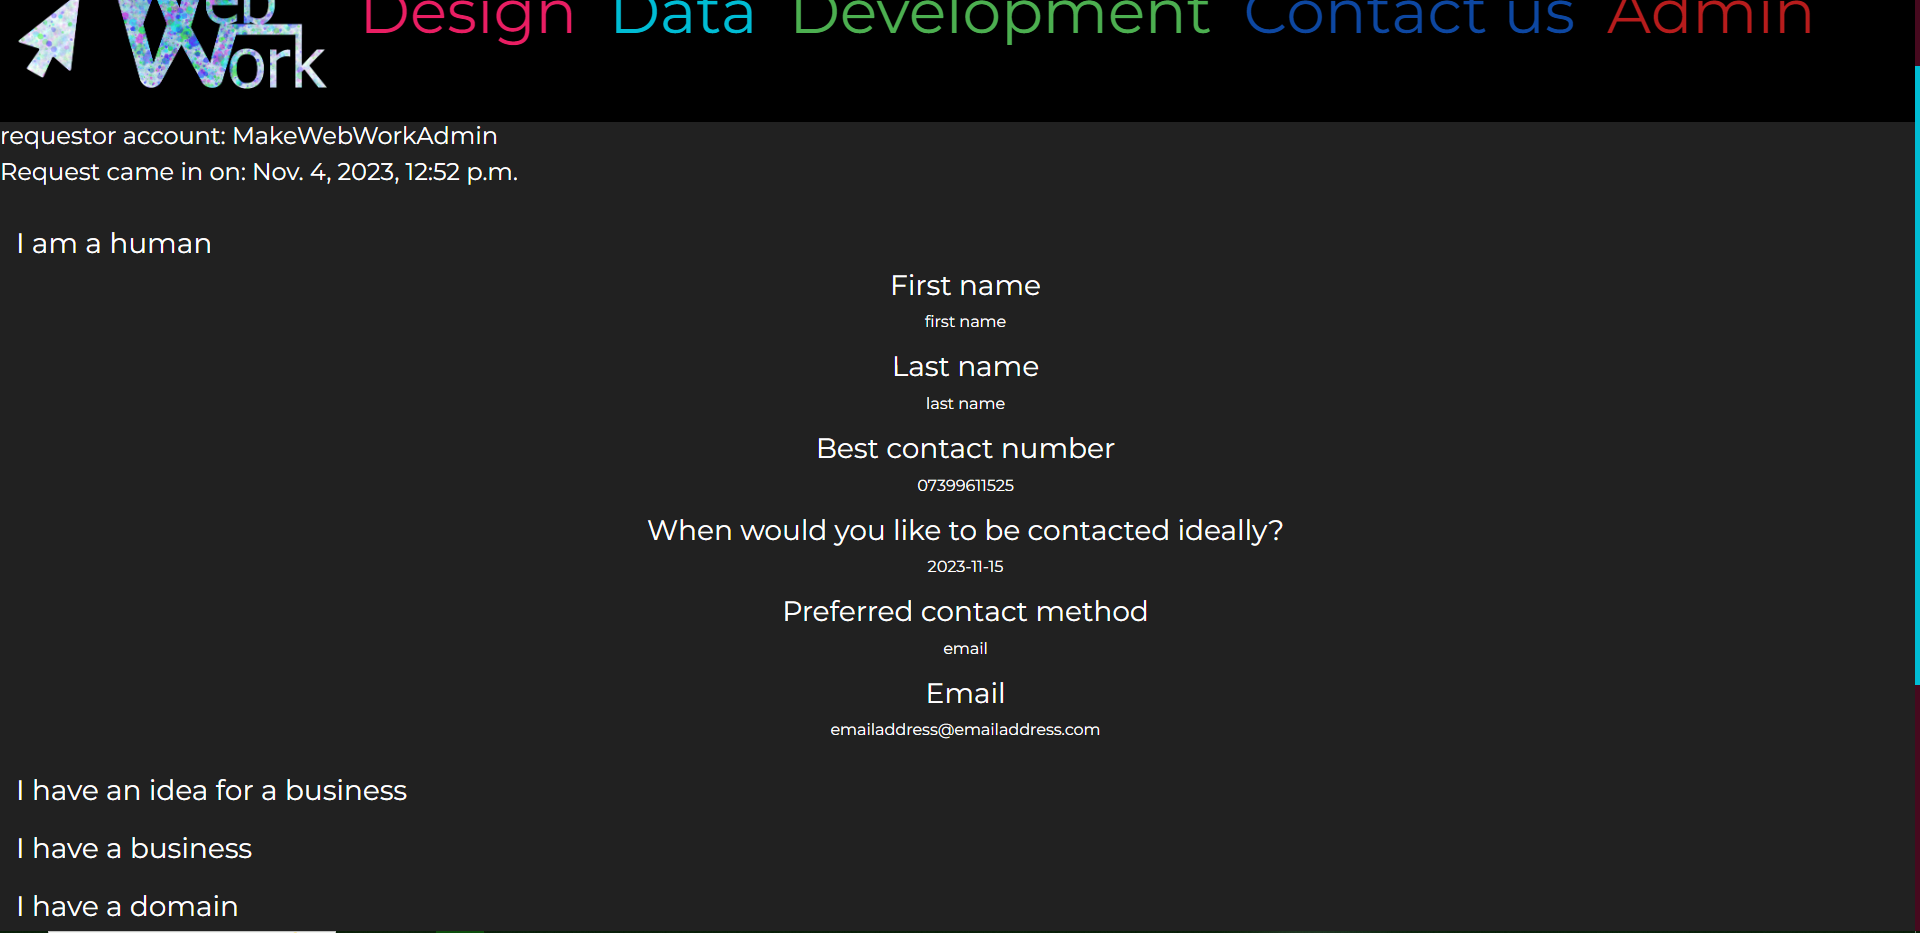 Web
Work
Design Data Development Contact us Admin
requestor account: MakeWebWorkAdmin
Request came in on: Nov. 4, 2023, 12:52 p.m.
I am a human
First name
first name
Last name
last name
Best contact number
07399611525
When would you like to be contacted ideally?
2023-11-15
Preferred contact method
email
Email
emailaddress@emailaddress.com
I have an idea for a business
I have a business
I have a domain